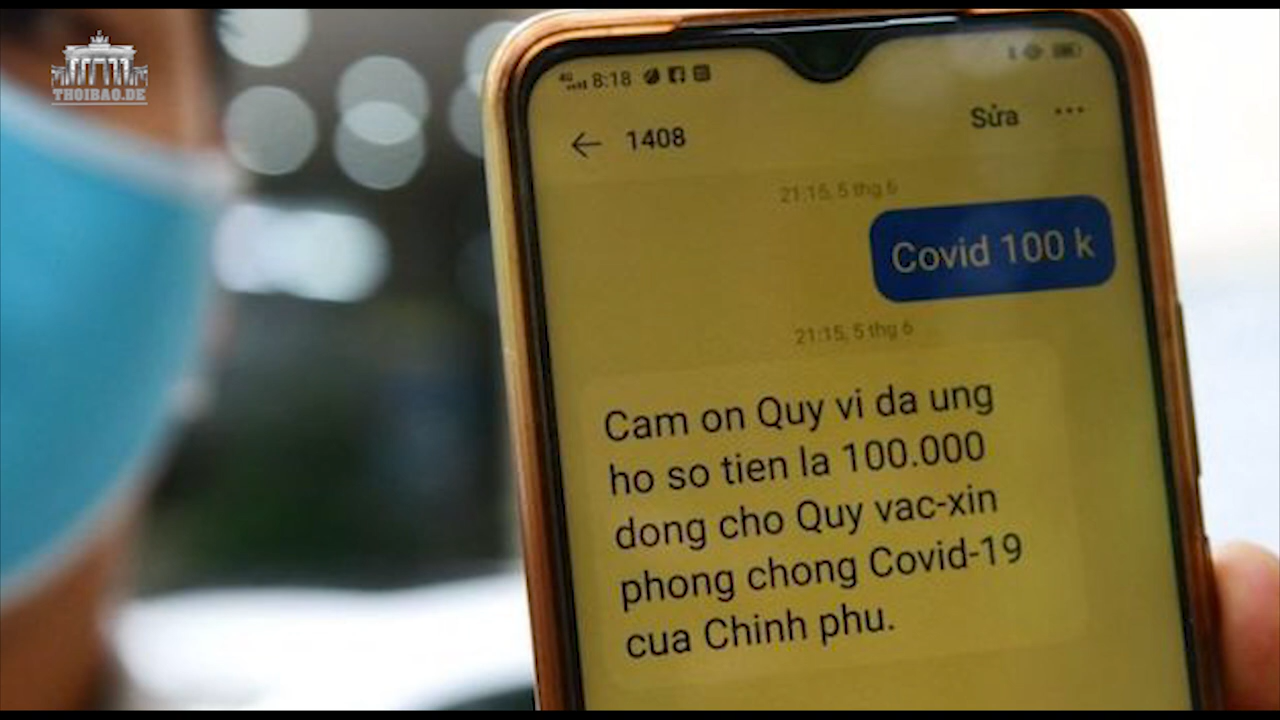 THOIBAO.DE
4G 8:18
1408
Sửa
21:15, 5 thg 6
Covid 100 k
21:15, 5 thg 6
Cam on Quy vi da ung
ho so tien la 100.000
dong cho Quy vac-xin
phong chong Covid-19
cua Chinh phu.